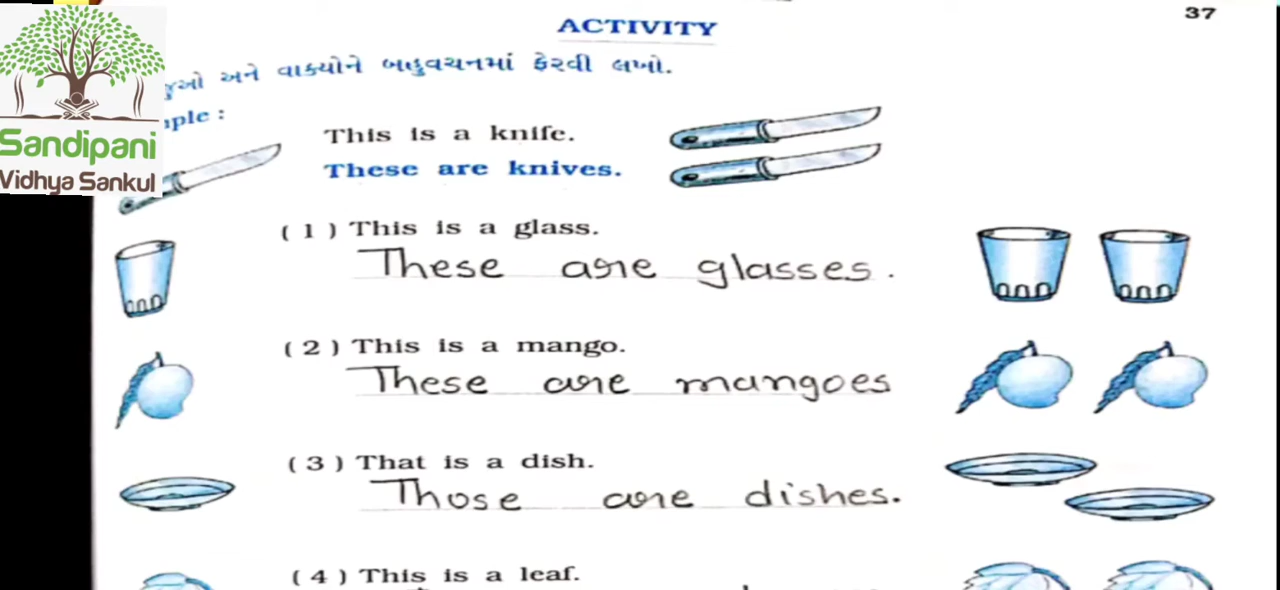 37
ACTIVITY
અને વાક્યોને બહુવચનમાં ફેરવી લખો.
Sandipani
Vidhya Sankul
This is a knife.
These are knives.
( 1 ) This is a glass.
These are glasses.
( 2 ) This is a mango.
These are mangoes
( 3 ) That is a dish.
Those are dishes.
( 4 ) This is a leaf.